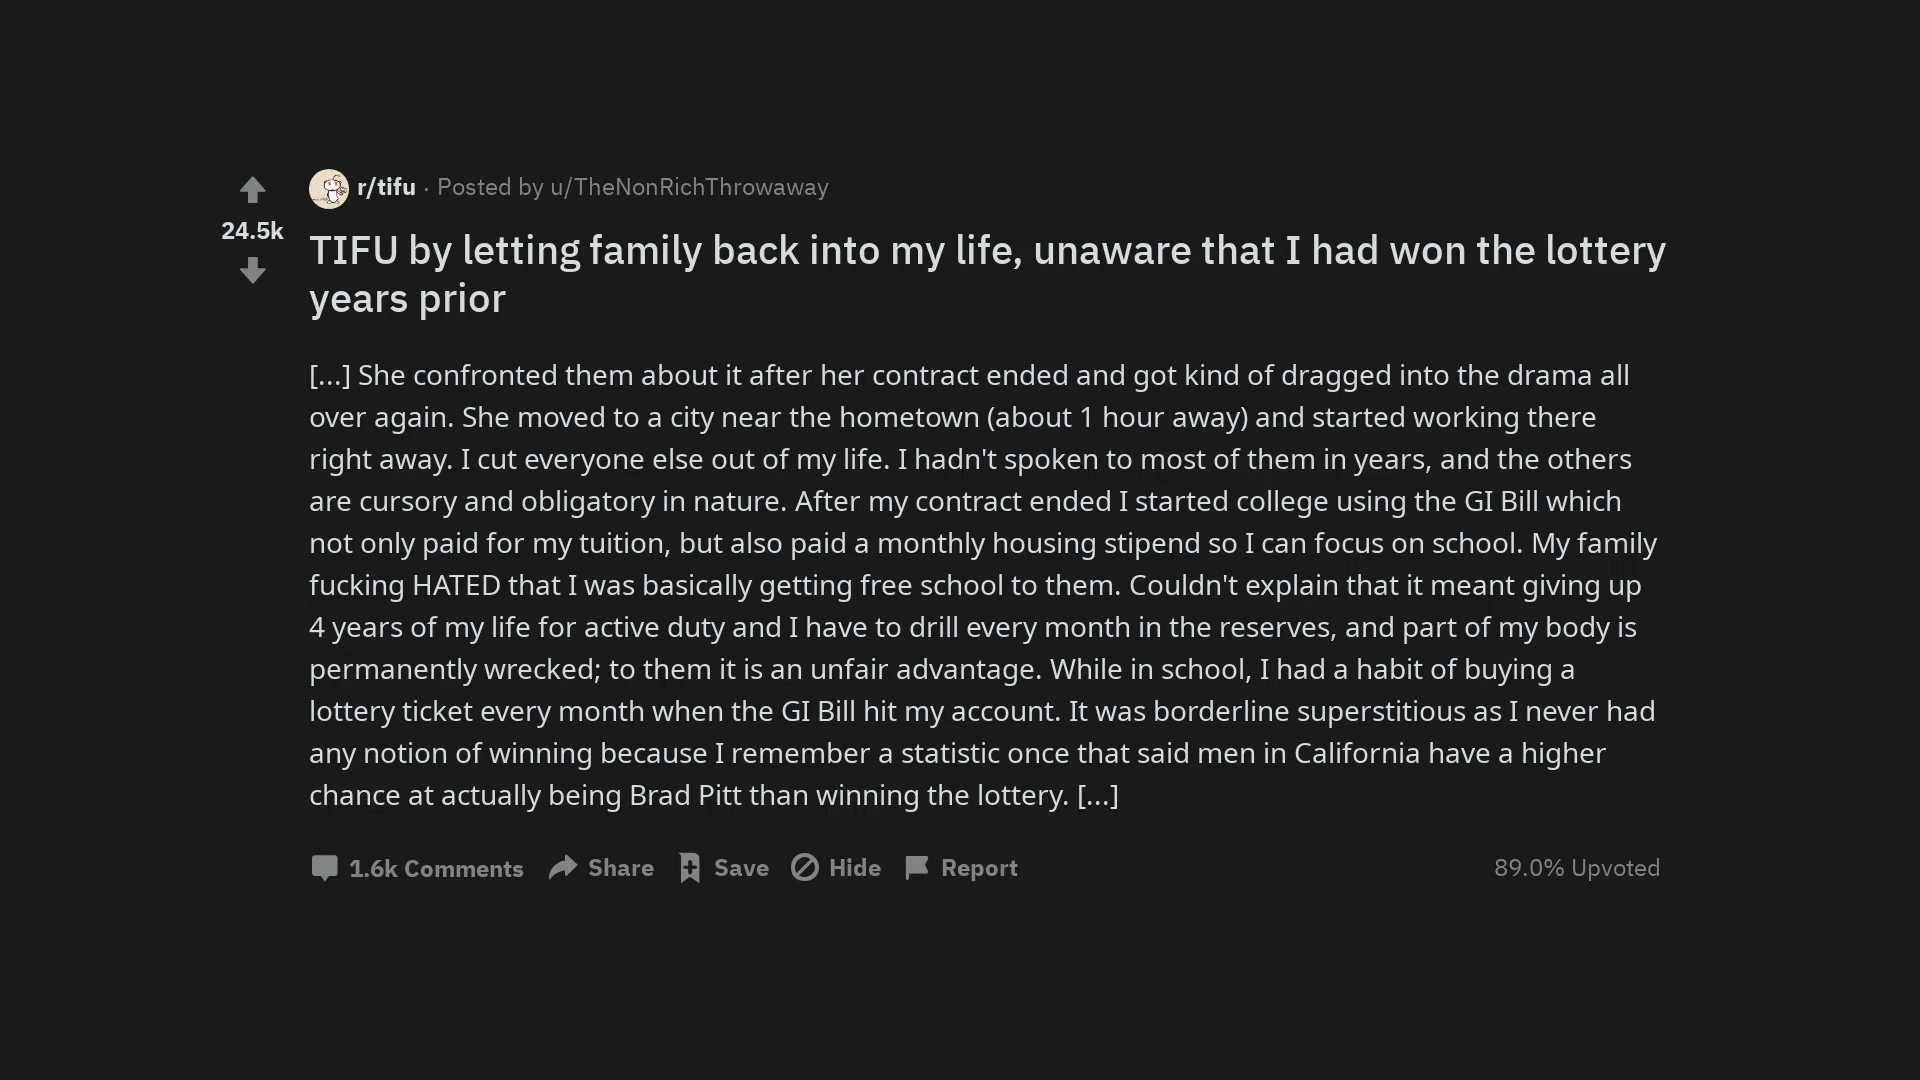 r/tifu · Posted by u/TheNonRichThrowaway
24.5k
TIFU by letting family back into my life, unaware that I had won the lottery
years prior
[...] She confronted them about it after her contract ended and got kind of dragged into the drama all
over again. She moved to a city near the hometown (about 1 hour away) and started working there
right away. I cut everyone else out of my life. I hadn't spoken to most of them in years, and the others
are cursory and obligatory in nature. After my contract ended I started college using the GI Bill which
not only paid for my tuition, but also paid a monthly housing stipend so I can focus on school. My family
fucking HATED that I was basically getting free school to them. Couldn't explain that it meant giving up
4 years of my life for active duty and I have to drill every month in the reserves, and part of my body is
permanently wrecked; to them it is an unfair advantage. While in school, I had a habit of buying a
lottery ticket every month when the GI Bill hit my account. It was borderline superstitious as I never had
any notion of winning because I remember a statistic once that said men in California have a higher
chance at actually being Brad Pitt than winning the lottery. [...]
1.6k Comments Share Save Hide Report 89.0% Upvoted